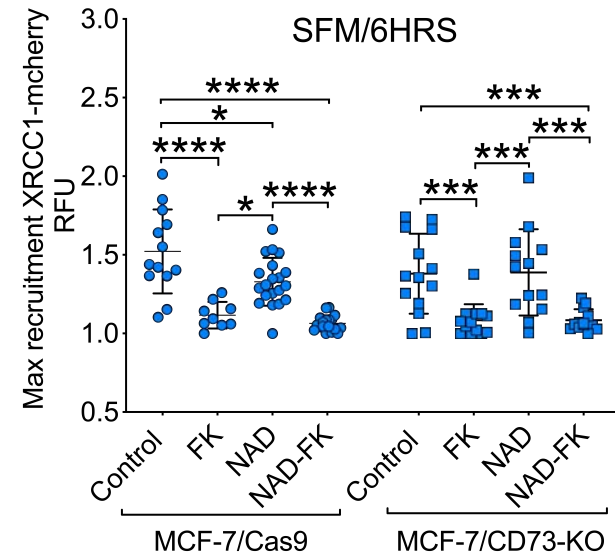 SFM/6HRS
Max recruitment XRCC1-mcherry
RFU
3.0
2.5
2.0
1.5
1.0
0.5
****
*
****
*
****
***
***
***
***
Control
FK
NAD
NAD-FK
Control
FK
NAD
NAD-FK
MCF-7/Cas9
MCF-7/CD73-KO